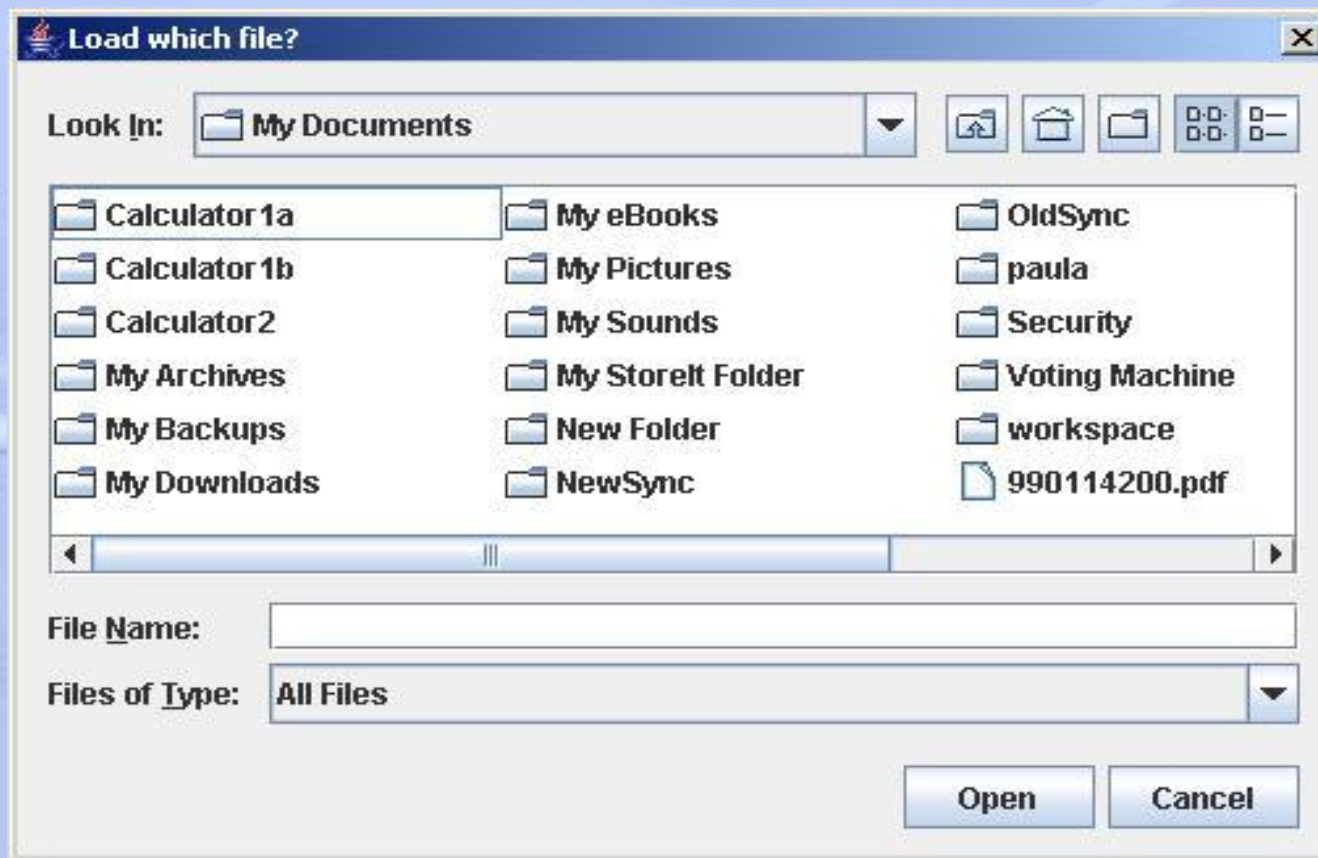 Load which file?
Look In: My Documents
Calculator1a My eBooks OldSync
Calculator1b My Pictures paula
Calculator2 My Sounds Security
My Archives My StoreIt Folder Voting Machine
My Backups New Folder workspace
My Downloads NewSync 990114200.pdf
File Name:
Files of Type: All Files
Open Cancel